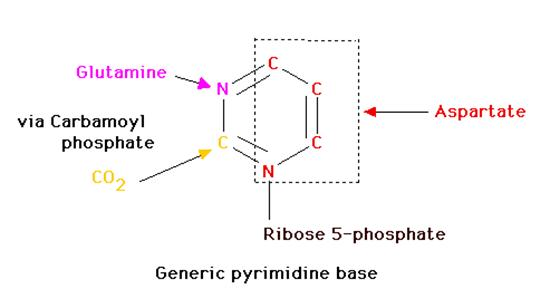 C
Glutamine
N
C
Aspartate
via Carbamoyl
phosphate
C
C
CO2
N
Ribose 5-phosphate
Generic pyrimidine base